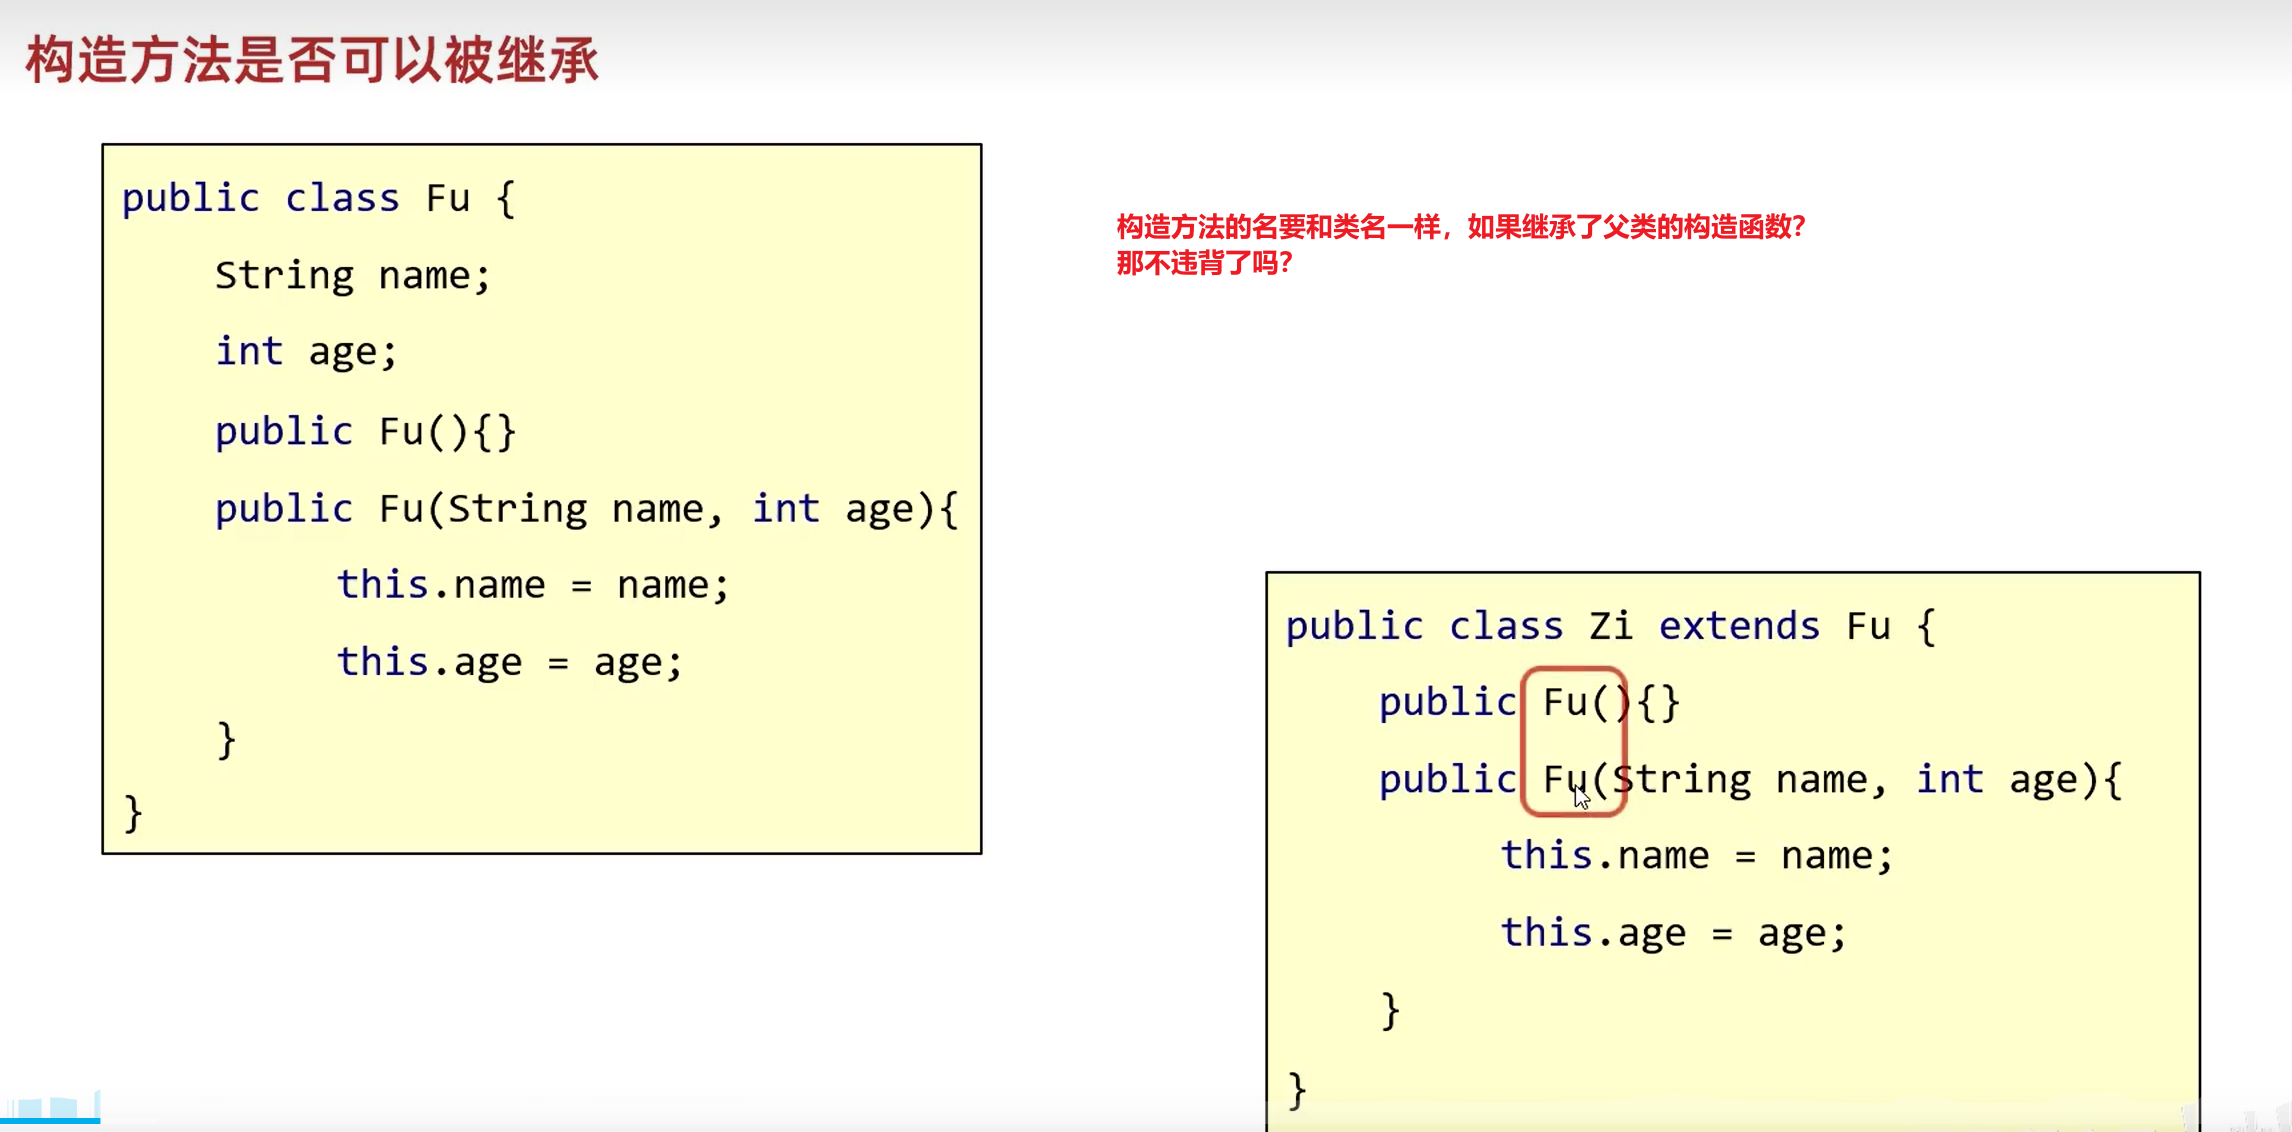 构造方法是否可以被继承
public class Fu {
String name;
int age;
public Fu(){}
public Fu(String name, int age){
this.name = name;
this.age = age;
}
}
构造方法的名要和类名一样，如果继承了父类的构造函数？
那不违背了吗？
public class Zi extends Fu {
public Fu(){}
public Fu(String name, int age){
this.name = name;
this.age = age;
}
}